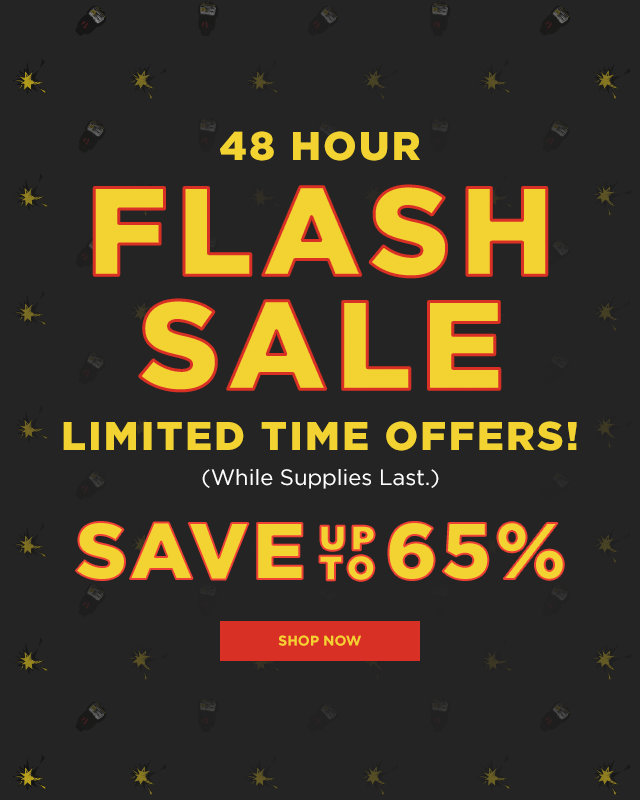 48 HOUR
FLASH
SALE
LIMITED TIME OFFERS!
(While Supplies Last.)
SAVE UP TO 65%
SHOP NOW